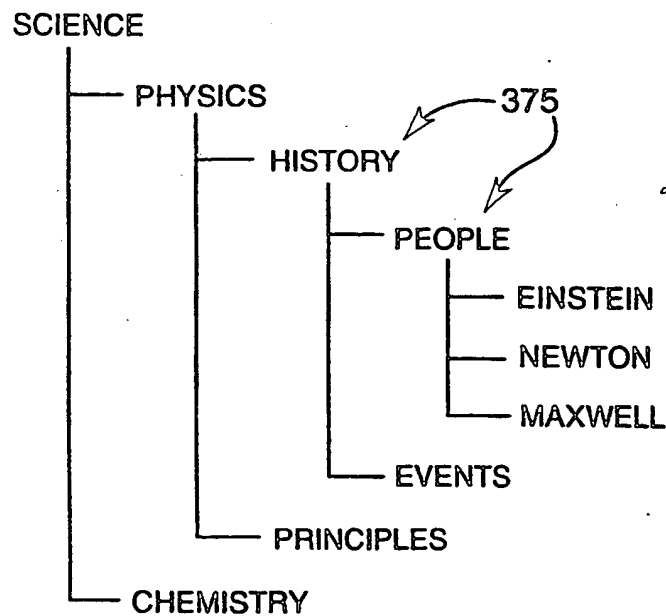 SCIENCE
PHYSICS
375
HISTORY
PEOPLE
EINSTEIN
NEWTON
MAXWELL
EVENTS
PRINCIPLES
CHEMISTRY